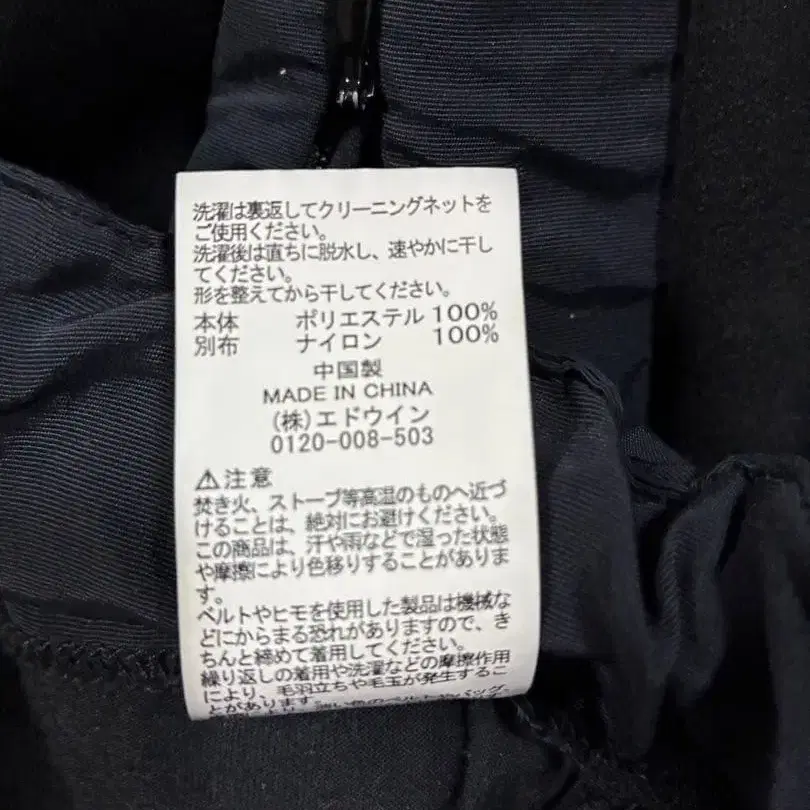 洗濯は裏返してクリーニングネットを
ご使用ください。
洗濯後は直ちに脱水し、速やかに干し
てください。
形を整えてから干してください。
本体 ポリエステル 100%
別布 ナイロン 100%
中国製
MADE IN CHINA
(株)エドウイン
0120-008-503
⚠注意
焚き火、ストーブ等高温のものへ近づ
けることは、絶対にお避けください。
この商品は、汗や雨などで湿った状態
や摩擦により色移りすることがありま
す。
ベルトやヒモを使用した製品は機械な
どにからまる恐れがありますので、き
ちんと締めて着用してください。
繰り返しの着用や洗濯などの摩擦作用
により、毛羽立ちや毛玉が発生するこ
とがあります。